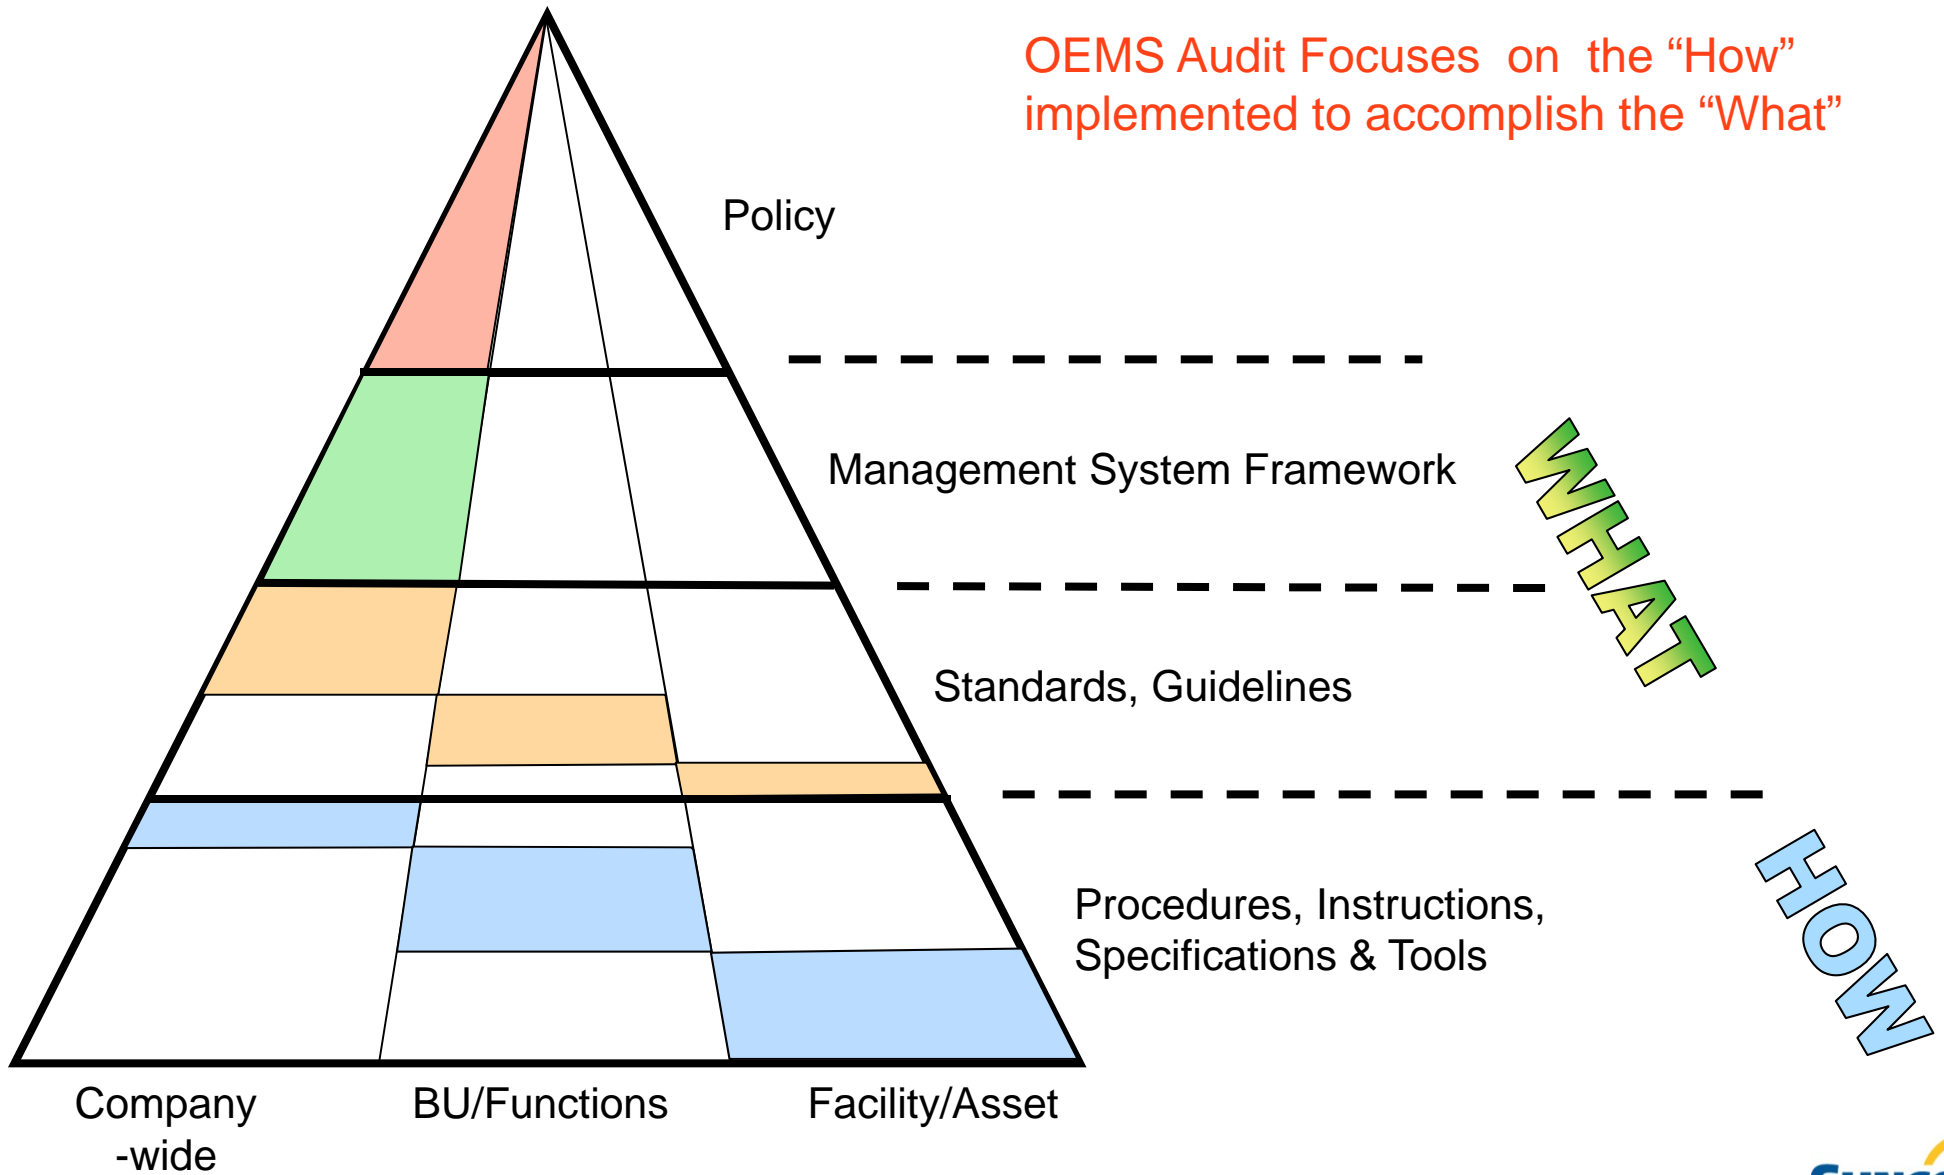 OEMS Audit Focuses on the “How”
implemented to accomplish the “What”
Policy
Management System Framework
WHAT
Standards, Guidelines
Procedures, Instructions,
Specifications & Tools
HOW
Company
-wide
BU/Functions
Facility/Asset